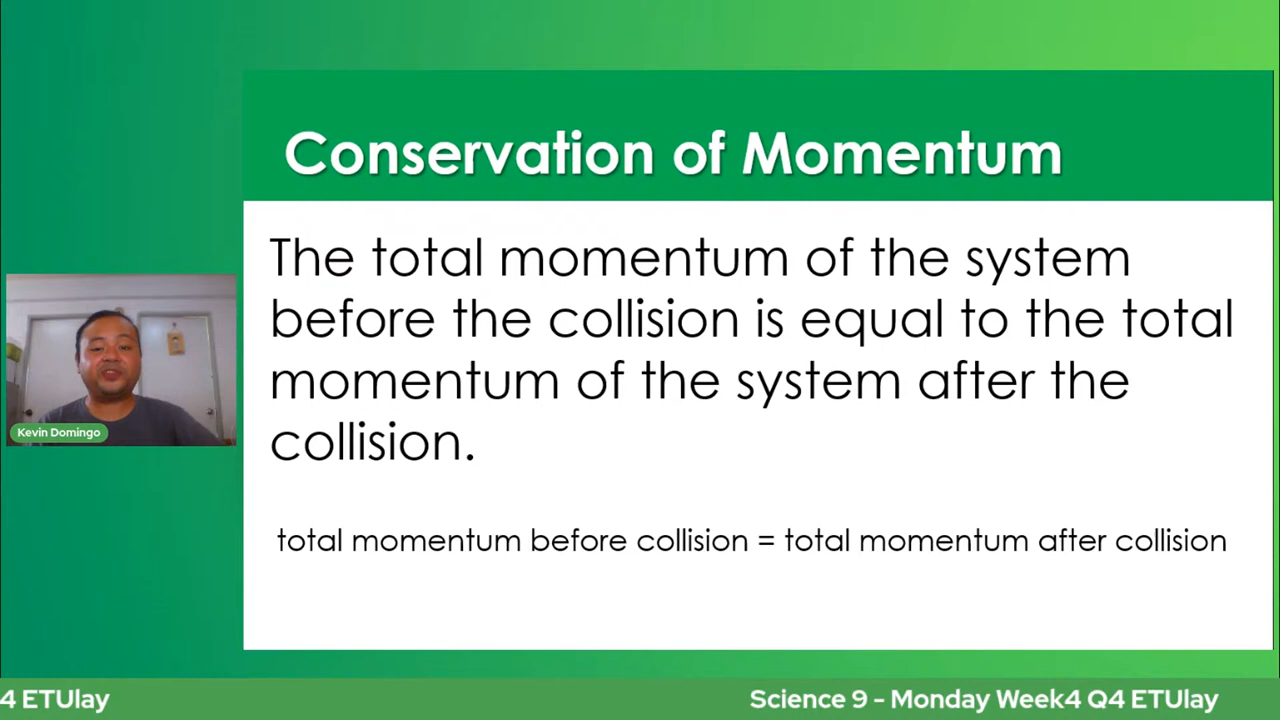 Conservation of Momentum
The total momentum of the system
before the collision is equal to the total
momentum of the system after the
collision.
total momentum before collision = total momentum after collision
Kevin Domingo
4 ETUlay
Science 9 - Monday Week4 Q4 ETUlay